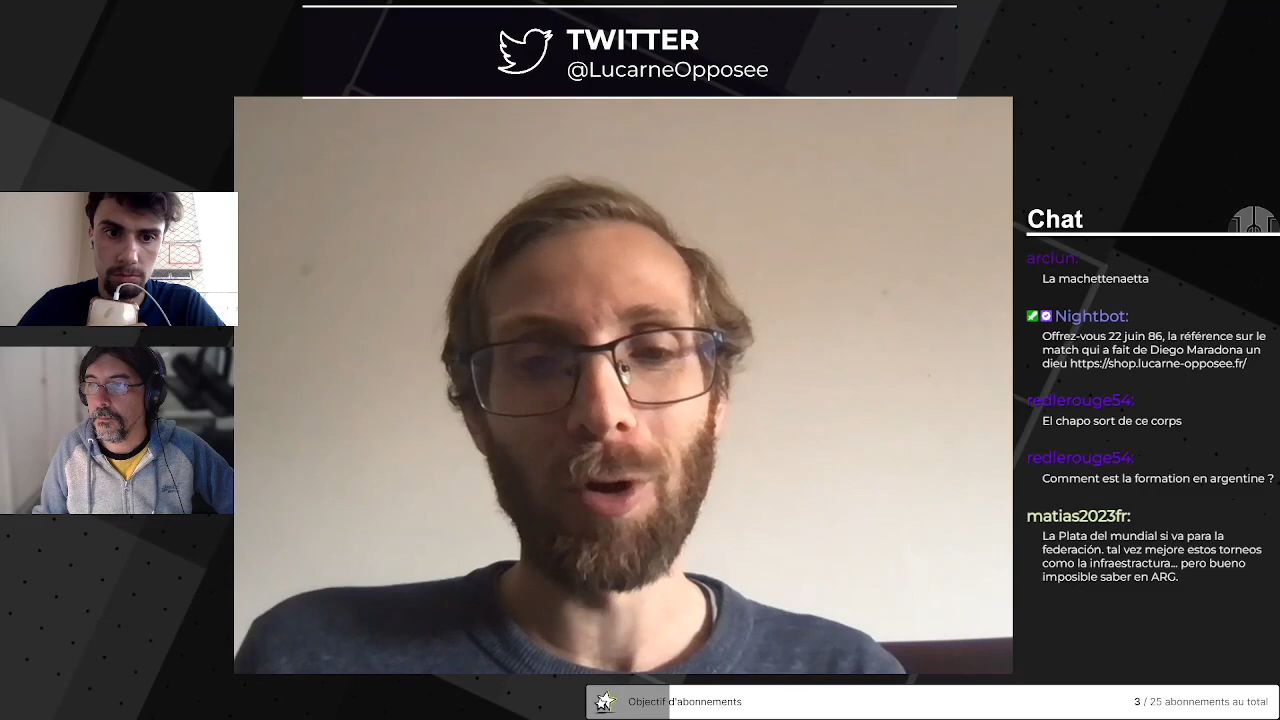 TWITTER
@LucarneOpposee
Chat
arclun:
La machettenaetta
Nightbot:
Offrez-vous 22 juin 86, la référence sur le
match qui a fait de Diego Maradona un
dieu https://shop.lucarne-opposee.fr/
redlerouge54:
El chapo sort de ce corps
redlerouge54:
Comment est la formation en argentine ?
matias2023fr:
La Plata del mundial si va para la
federación. tal vez mejore estos torneos
como la infraestractura... pero bueno
imposible saber en ARG.
Objectif d'abonnements
3 / 25 abonnements au total